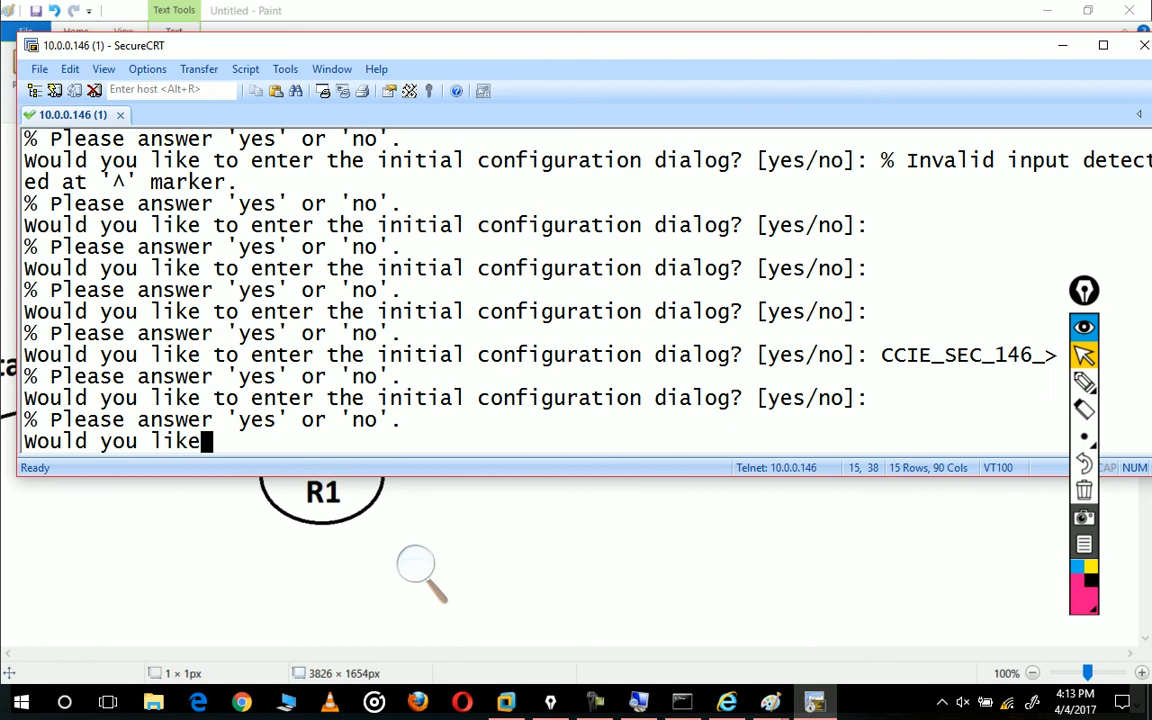 Text Tools
Untitled - Paint
File
Home
View
Text
10.0.0.146 (1) - SecureCRT
File Edit View Options Transfer Script Tools Window Help
Enter host <Alt+R>
10.0.0.146 (1)
% Please answer 'yes' or 'no'.
Would you like to enter the initial configuration dialog? [yes/no]: % Invalid input detect
ed at '^' marker.
% Please answer 'yes' or 'no'.
Would you like to enter the initial configuration dialog? [yes/no]:
% Please answer 'yes' or 'no'.
Would you like to enter the initial configuration dialog? [yes/no]:
% Please answer 'yes' or 'no'.
Would you like to enter the initial configuration dialog? [yes/no]:
% Please answer 'yes' or 'no'.
Would you like to enter the initial configuration dialog? [yes/no]: CCIE_SEC_146_>
% Please answer 'yes' or 'no'.
Would you like to enter the initial configuration dialog? [yes/no]:
% Please answer 'yes' or 'no'.
Would you like
Ready
Telnet: 10.0.0.146
15, 38
15 Rows, 90 Cols
VT100
CAP NUM
R1
1 × 1px
3826 × 1654px
100%
4:13 PM
4/4/2017